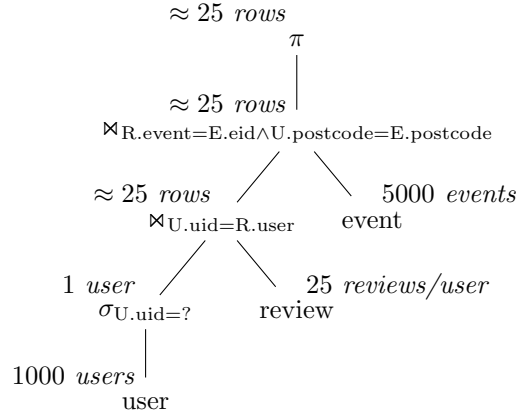 ≈ 25 rows
π
≈ 25 rows
⋈R.event=E.eid∧U.postcode=E.postcode
≈ 25 rows
5000 events
⋈U.uid=R.user
event
1 user
25 reviews/user
σU.uid=?
review
1000 users
user